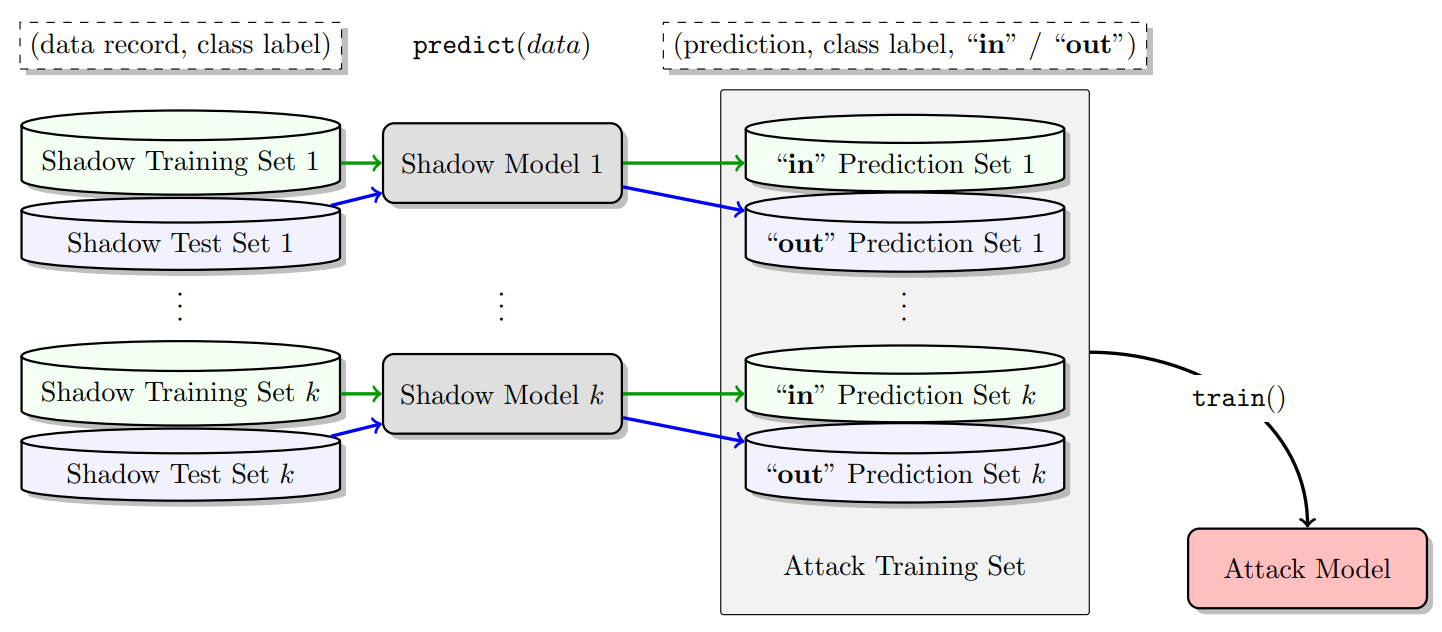 (data record, class label)
predict(data)
(prediction, class label, “in” / “out”)
Shadow Training Set 1
Shadow Model 1
“in” Prediction Set 1
Shadow Test Set 1
“out” Prediction Set 1
Shadow Training Set k
Shadow Model k
“in” Prediction Set k
train()
Shadow Test Set k
“out” Prediction Set k
Attack Training Set
Attack Model